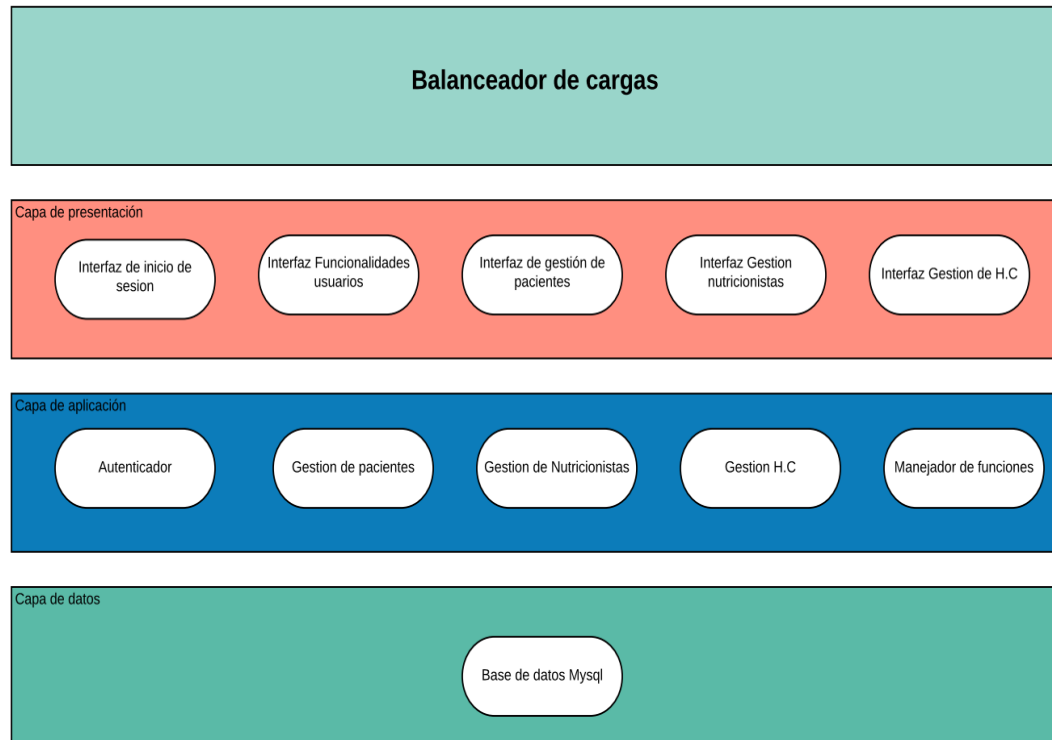 Balanceador de cargas
Capa de presentación
Interfaz de inicio de
sesion
Interfaz Funcionalidades
usuarios
Interfaz de gestión de
pacientes
Interfaz Gestion
nutricionistas
Interfaz Gestion de H.C
Capa de aplicación
Autenticador
Gestion de pacientes
Gestion de Nutricionistas
Gestion H.C
Manejador de funciones
Capa de datos
Base de datos Mysql